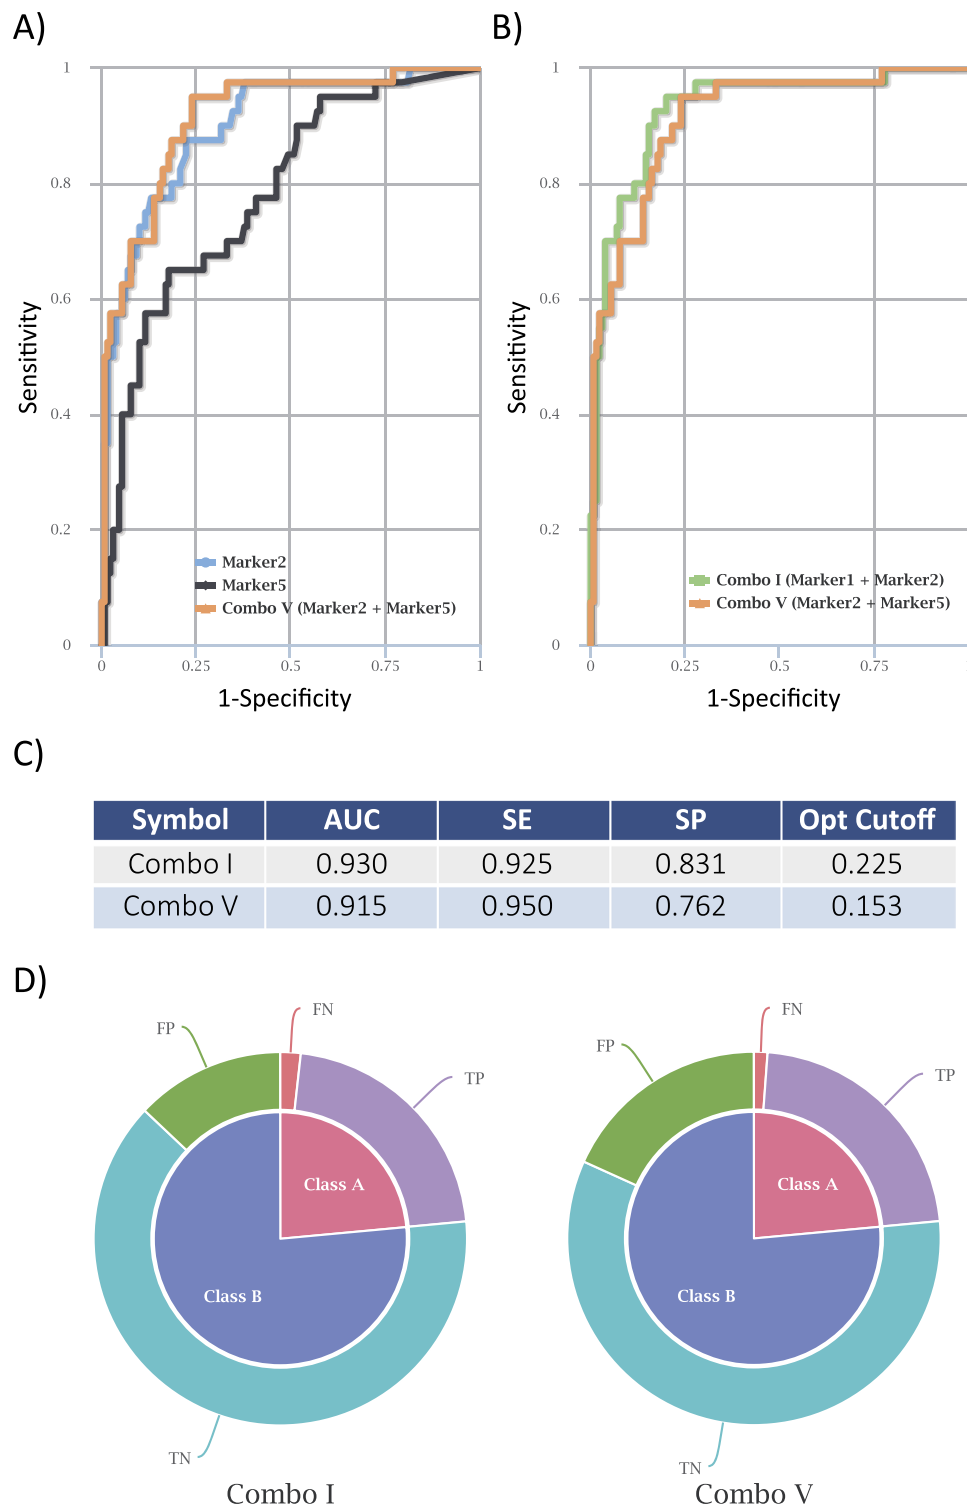 A)
B)
1
0.8
0.6
0.4
0.2
0
Sensitivity
Marker2
Marker5
Combo V (Marker2 + Marker5)
0 0.25 0.5 0.75 1
1-Specificity
1
0.8
0.6
0.4
0.2
0
Sensitivity
Combo I (Marker1 + Marker2)
Combo V (Marker2 + Marker5)
0 0.25 0.5 0.75 1
1-Specificity
C)
Symbol AUC SE SP Opt Cutoff
Combo I 0.930 0.925 0.831 0.225
Combo V 0.915 0.950 0.762 0.153
D)
FN
FP
TP
Class A
Class B
TN
Combo I
FN
FP
TP
Class A
Class B
TN
Combo V